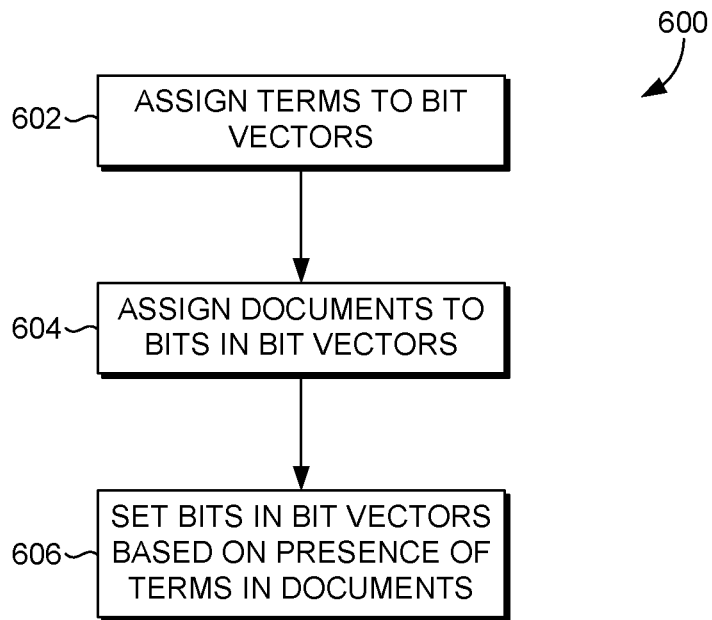 600
602
ASSIGN TERMS TO BIT
VECTORS
604
ASSIGN DOCUMENTS TO
BITS IN BIT VECTORS
606
SET BITS IN BIT VECTORS
BASED ON PRESENCE OF
TERMS IN DOCUMENTS